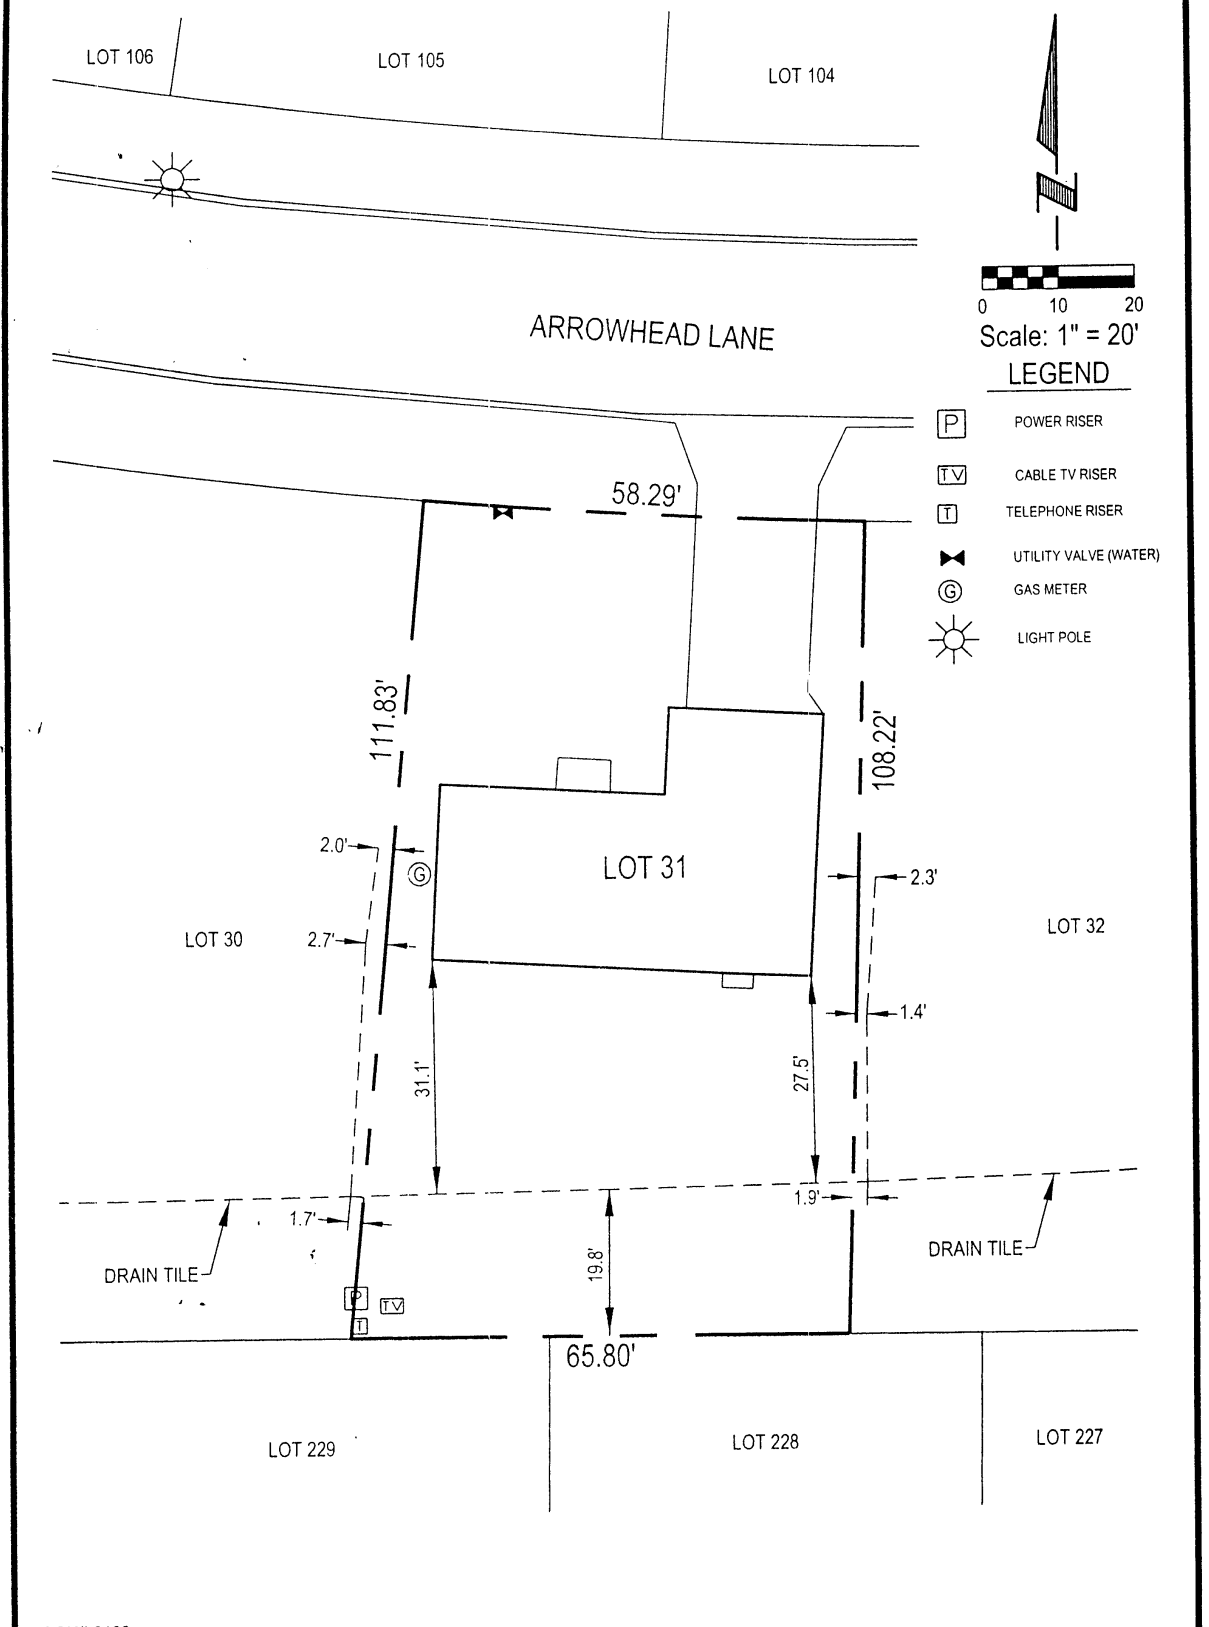 LOT 106
LOT 105
LOT 104
N
0 10 20
Scale: 1" = 20'
ARROWHEAD LANE
LEGEND
P POWER RISER
TV CABLE TV RISER
T TELEPHONE RISER
UTILITY VALVE (WATER)
G GAS METER
LIGHT POLE
58.29'
111.83'
108.22'
2.0'
G
LOT 31
2.3'
LOT 30
2.7'
LOT 32
1.4'
31.1'
27.5'
1.9'
1.7'
19.8'
DRAIN TILE
DRAIN TILE
P
TV
T
65.80'
LOT 229
LOT 228
LOT 227